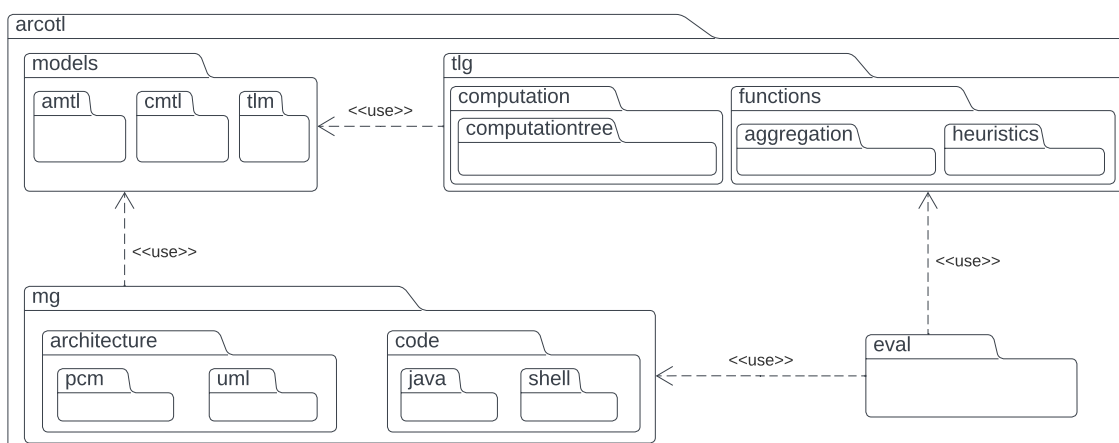 arcotl
models
amtl
cmtl
tlm
<<use>>
tlg
computation
computationtree
functions
aggregation
heuristics
<<use>>
<<use>>
mg
architecture
pcm
uml
code
java
shell
<<use>>
eval